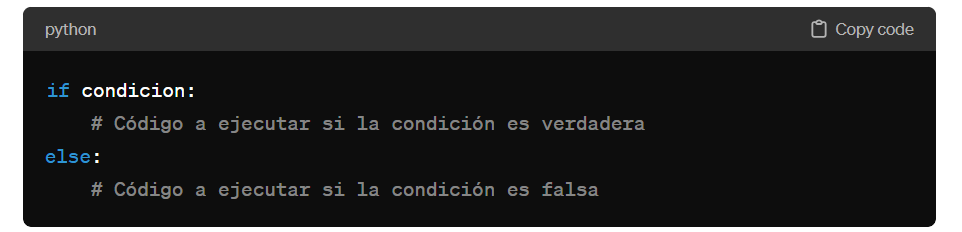 python Copy code
if condicion:
# Código a ejecutar si la condición es verdadera
else:
# Código a ejecutar si la condición es falsa